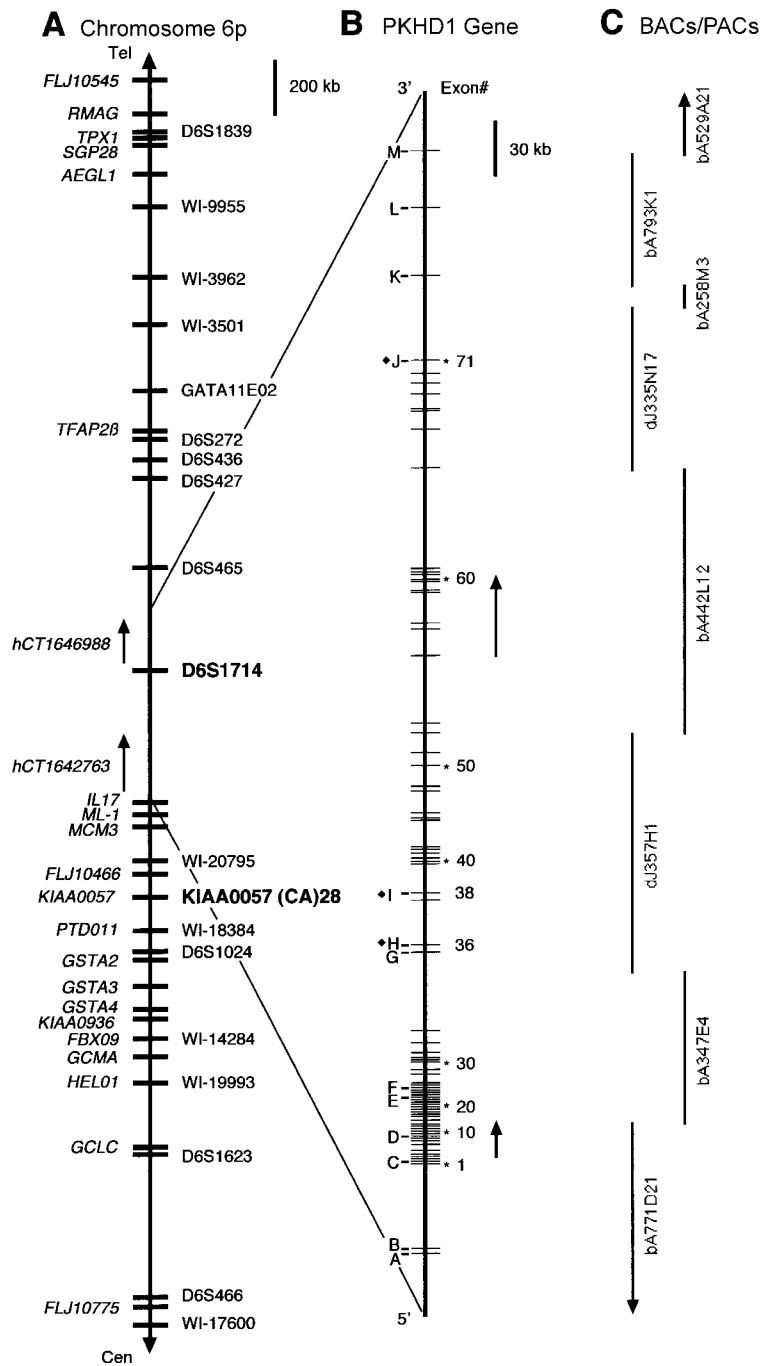 A Chromosome 6p
Tel
FLJ10545
200 kb
RMAG
D6S1839
TPX1
SGP28
AEGL1
WI-9955
WI-3962
WI-3501
GATA11E02
TFAP2B
D6S272
D6S436
D6S427
D6S465
hCT1646988
D6S1714
hCT1642763
IL17
ML-1
MCM3
WI-20795
FLJ10466
KIAA0057
KIAA0057 (CA)28
PTD011
WI-18384
D6S1024
GSTA2
GSTA3
GSTA4
KIAA0936
FBX09
WI-14284
GCMA
HEL01
WI-19993
GCLC
D6S1623
D6S466
FLJ10775
WI-17600
Cen
B PKHD1 Gene
3' Exon#
30 kb
M
L
K
◆J * 71
* 60
* 50
* 40
◆I 38
◆H 36
G
* 30
F
E
* 20
D * 10
C * 1
B
A
5'
C BACs/PACs
bA529A21
bA793K1
bA258M3
dJ335N17
bA442L12
dJ357H1
bA347E4
bA771D21